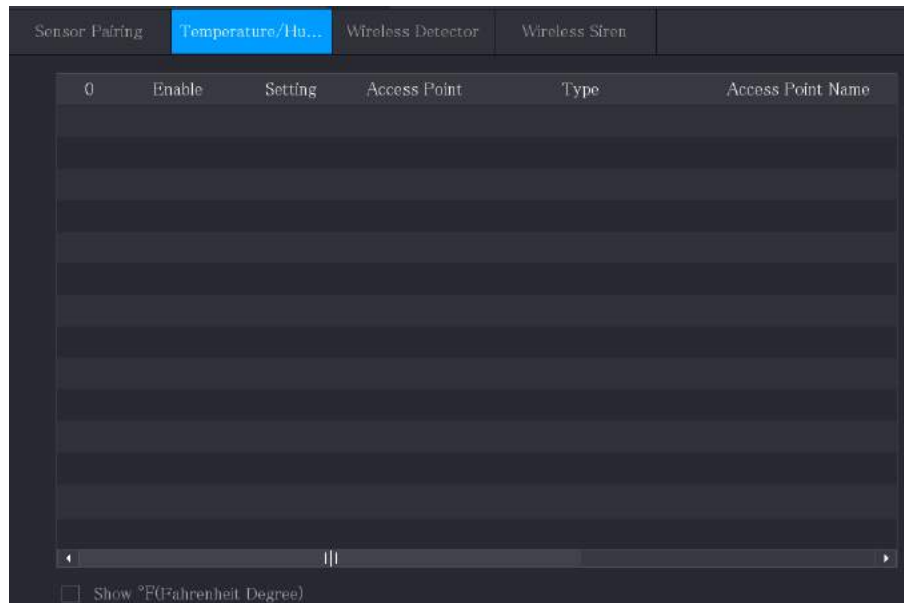 Sensor Pairing Temperature/Hu... Wireless Detector Wireless Siren
0 Enable Setting Access Point Type Access Point Name
Show °F(Fahrenheit Degree)